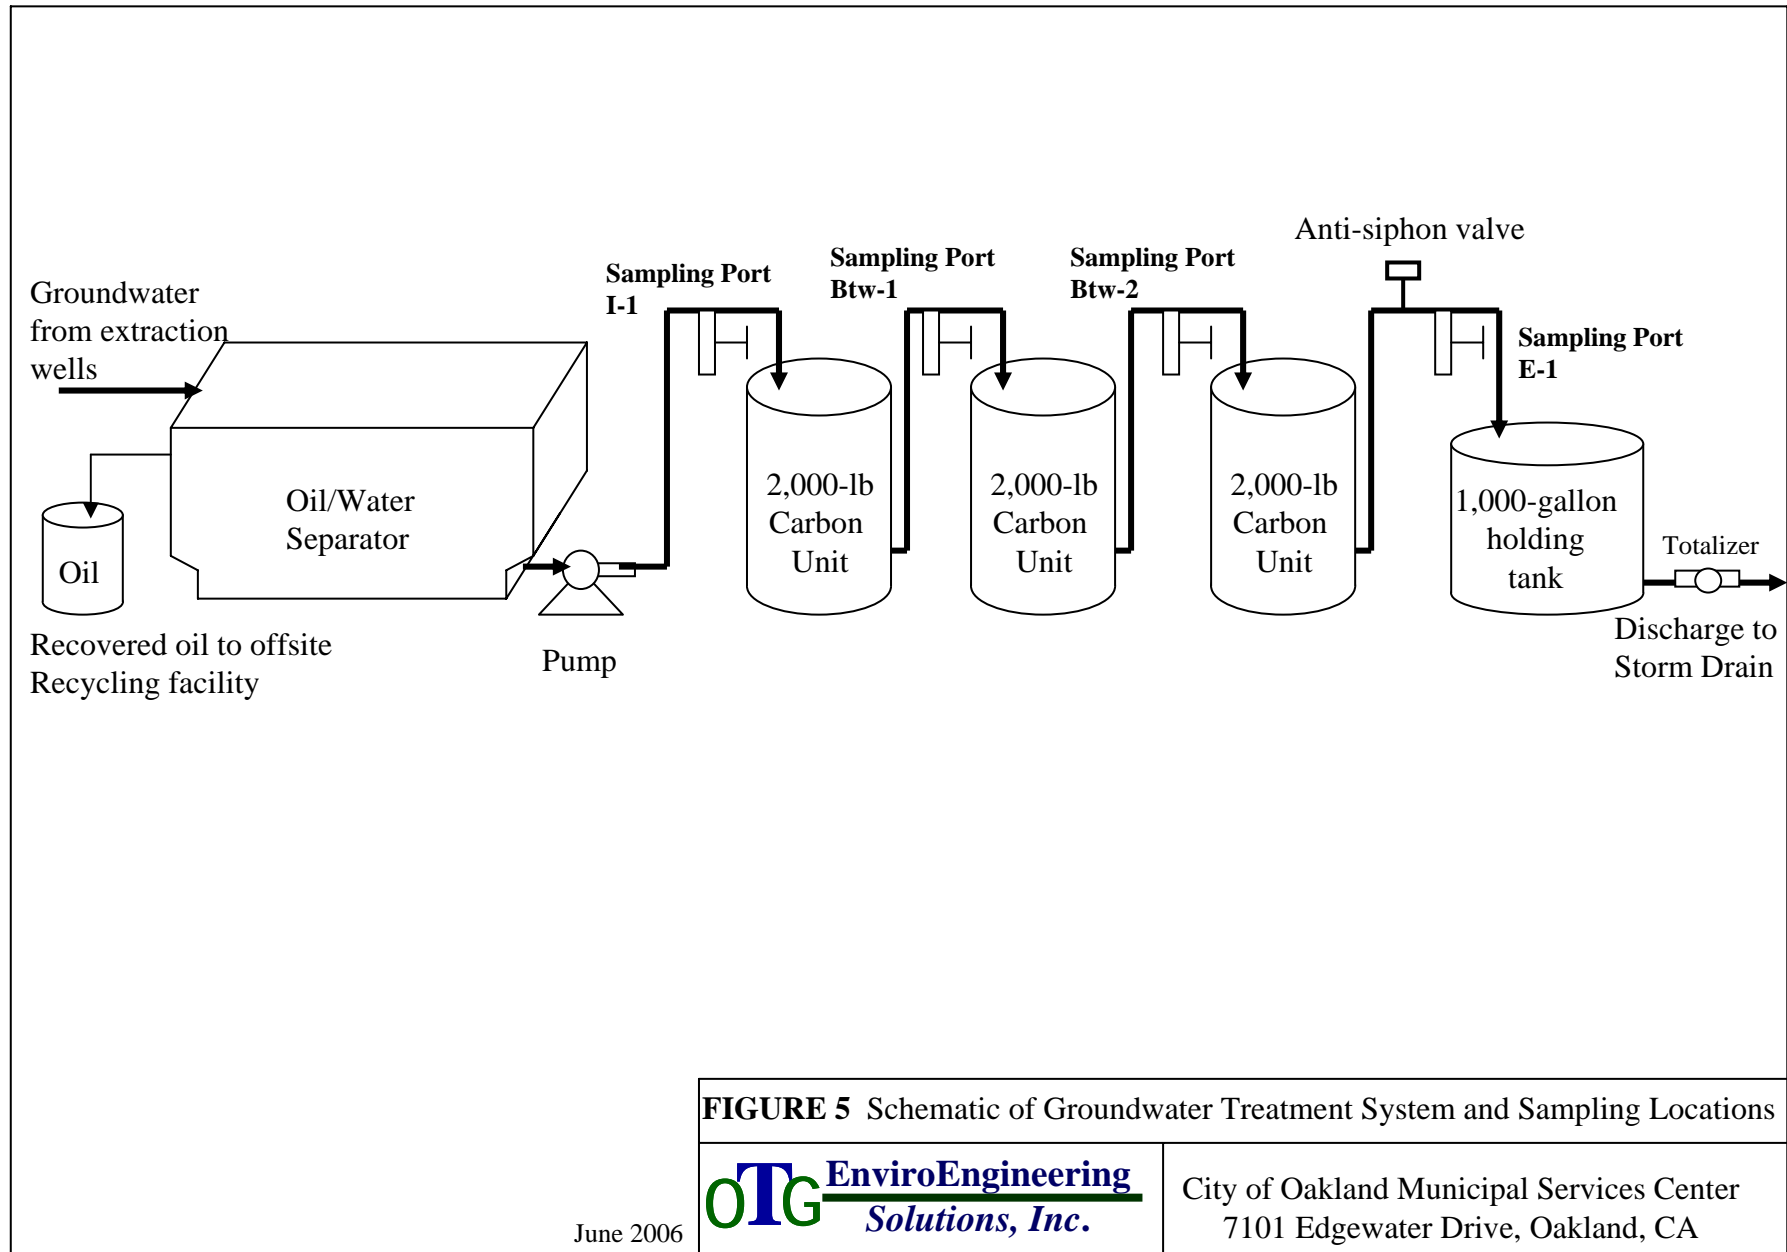 Anti-siphon valve
Sampling Port
I-1
Sampling Port
Btw-1
Sampling Port
Btw-2
Sampling Port
E-1
Groundwater
from extraction
wells
Oil/Water
Separator
Oil
Recovered oil to offsite
Recycling facility
Pump
2,000-lb
Carbon
Unit
2,000-lb
Carbon
Unit
2,000-lb
Carbon
Unit
1,000-gallon
holding
tank
Totalizer
Discharge to
Storm Drain
FIGURE 5 Schematic of Groundwater Treatment System and Sampling Locations
OTG EnviroEngineering
Solutions, Inc.
City of Oakland Municipal Services Center
7101 Edgewater Drive, Oakland, CA
June 2006